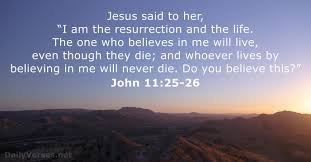 Jesus said to her,
“I am the resurrection and the life.
The one who believes in me will live,
even though they die; and whoever lives by
believing in me will never die. Do you believe this?”
John 11:25-26
DailyVerses.net